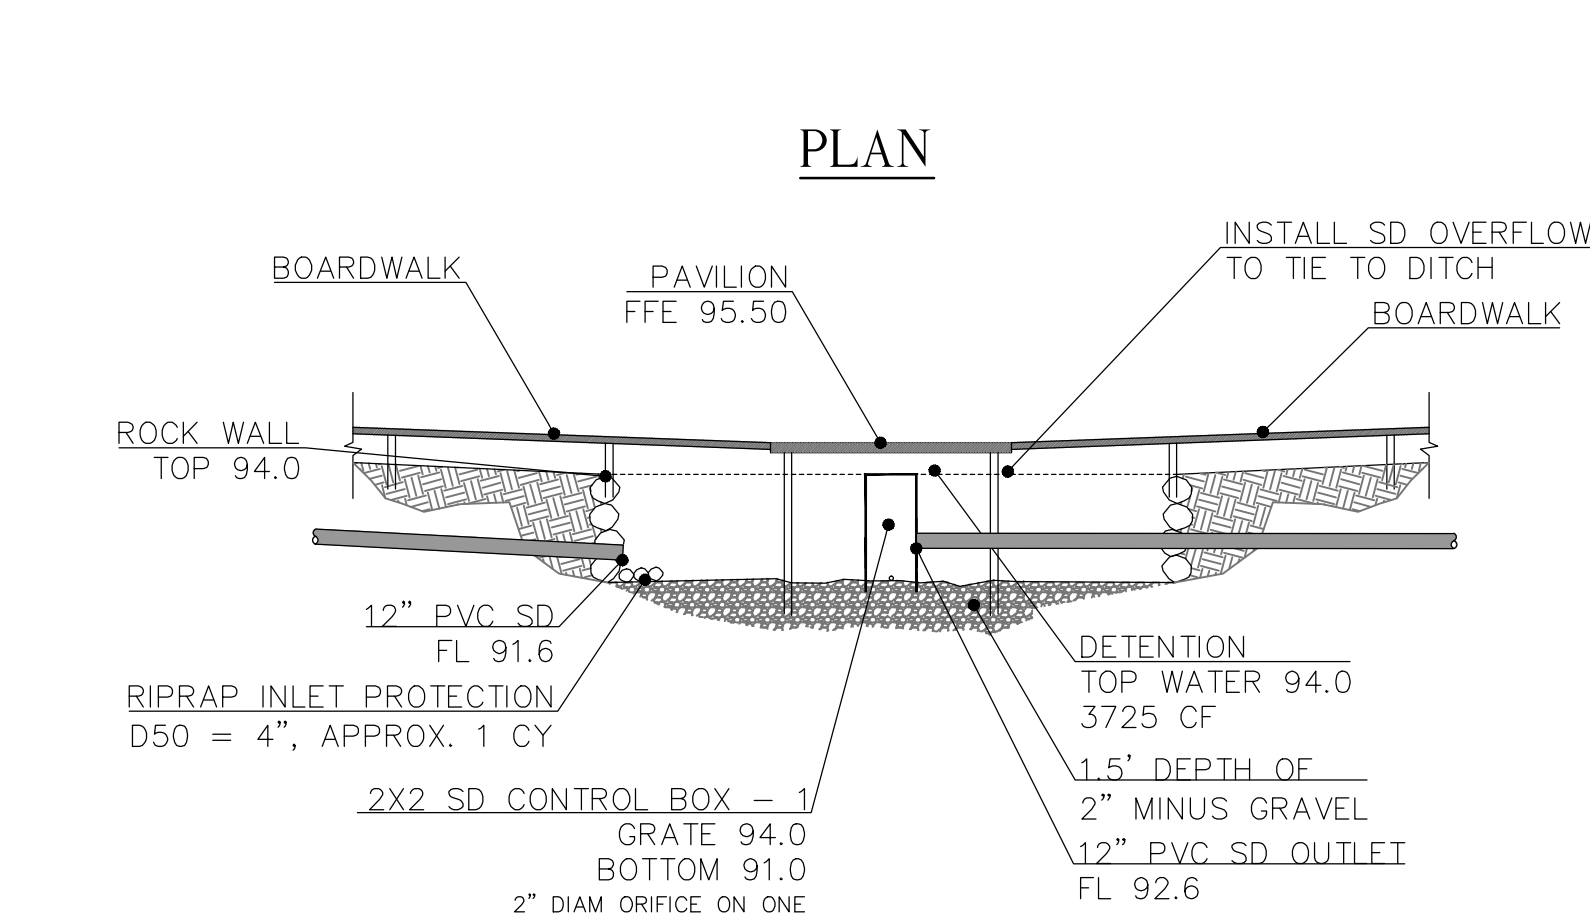 PLAN
INSTALL SD OVERFLOW
TO TIE TO DITCH
BOARDWALK
PAVILION
FFE 95.50
BOARDWALK
ROCK WALL
TOP 94.0
12” PVC SD
FL 91.6
RIPRAP INLET PROTECTION
D50 = 4”, APPROX. 1 CY
2X2 SD CONTROL BOX – 1
GRATE 94.0
BOTTOM 91.0
2” DIAM ORIFICE ON ONE
DETENTION
TOP WATER 94.0
3725 CF
1.5’ DEPTH OF
2” MINUS GRAVEL
12” PVC SD OUTLET
FL 92.6